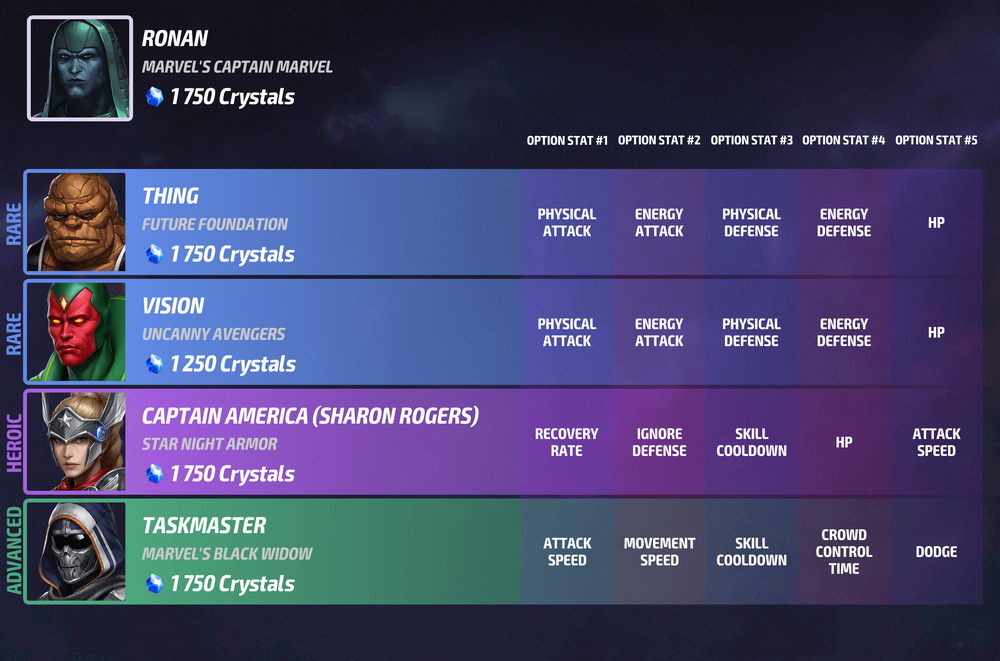 RONAN
MARVEL'S CAPTAIN MARVEL
1 750 Crystals
OPTION STAT #1 OPTION STAT #2 OPTION STAT #3 OPTION STAT #4 OPTION STAT #5
RARE
THING
FUTURE FOUNDATION
1 750 Crystals
PHYSICAL
ATTACK
ENERGY
ATTACK
PHYSICAL
DEFENSE
ENERGY
DEFENSE
HP
RARE
VISION
UNCANNY AVENGERS
1 250 Crystals
PHYSICAL
ATTACK
ENERGY
ATTACK
PHYSICAL
DEFENSE
ENERGY
DEFENSE
HP
HEROIC
CAPTAIN AMERICA (SHARON ROGERS)
STAR NIGHT ARMOR
1 750 Crystals
RECOVERY
RATE
IGNORE
DEFENSE
SKILL
COOLDOWN
HP
ATTACK
SPEED
ADVANCED
TASKMASTER
MARVEL'S BLACK WIDOW
1 750 Crystals
ATTACK
SPEED
MOVEMENT
SPEED
SKILL
COOLDOWN
CROWD
CONTROL
TIME
DODGE